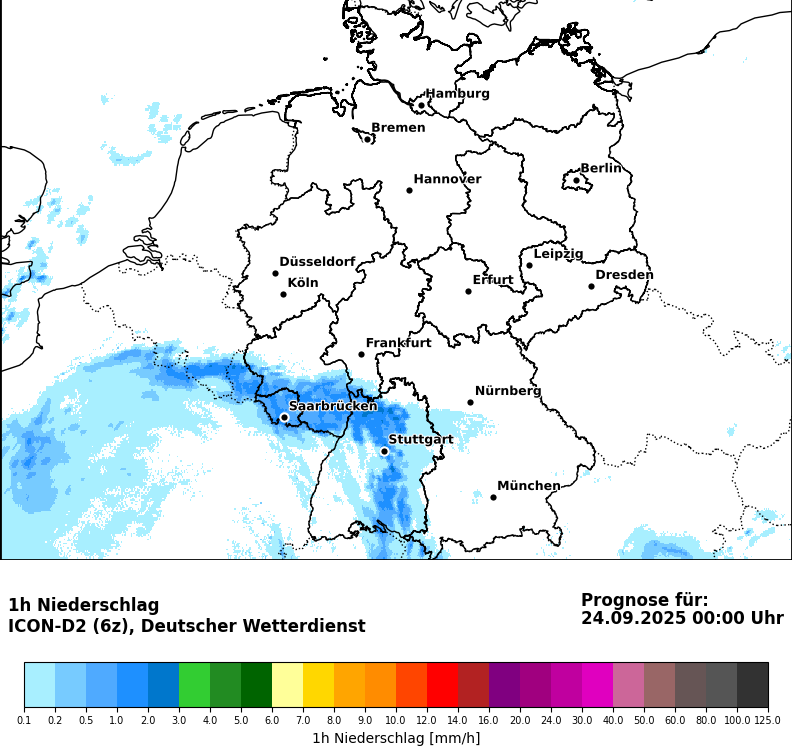 Hamburg
Bremen
Berlin
Hannover
Leipzig
Düsseldorf
Dresden
Köln
Erfurt
Frankfurt
Nürnberg
Saarbrücken
Stuttgart
München
1h Niederschlag
ICON-D2 (6z), Deutscher Wetterdienst
Prognose für:
24.09.2025 00:00 Uhr
0.1 0.2 0.5 1.0 2.0 3.0 4.0 5.0 6.0 7.0 8.0 9.0 10.0 12.0 14.0 16.0 20.0 24.0 30.0 40.0 50.0 60.0 80.0 100.0 125.0
1h Niederschlag [mm/h]